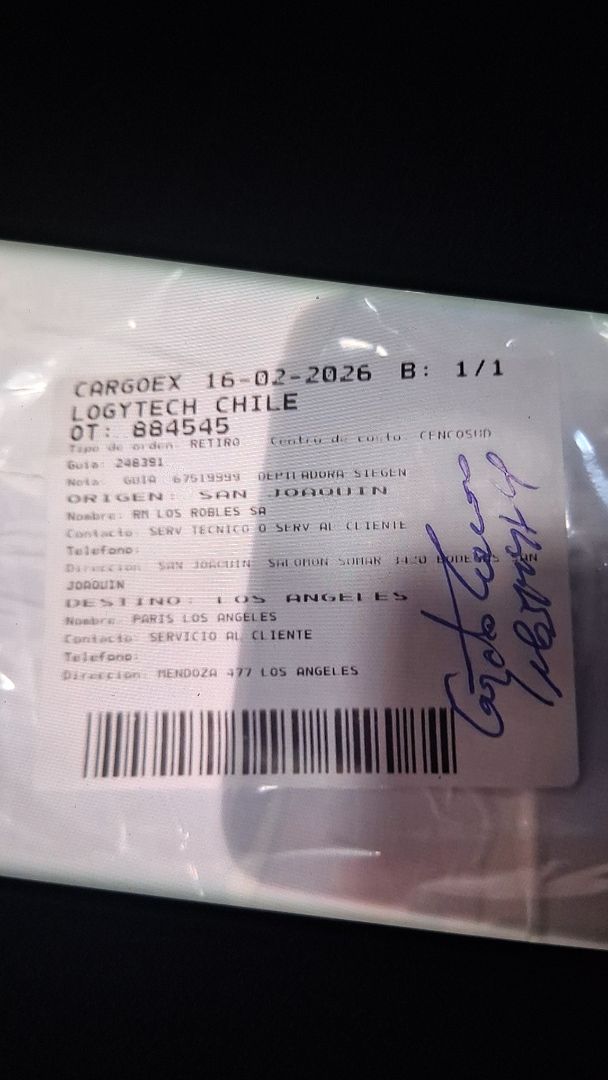 CARGOEX 16-02-2026 B: 1/1
LOGYTECH CHILE
OT: 884545
Tipo de orden: RETIRO Centro de costo: CENCOSUD
Guia: 248391
Nota: GUIA 67519999 DEPILADORA SIEGEN
ORIGEN: SAN JOAQUIN
Nombre: RM LOS ROBLES SA
Contacto: SERV TECNICO O SERV AL CLIENTE
Telefono:
Direccion: SAN JOAQUIN SALOMON SUMAR 3420 BODEGA SAN
JOAQUIN
DESTINO: LOS ANGELES
Nombre: PARIS LOS ANGELES
Contacto: SERVICIO AL CLIENTE
Telefono:
Direccion: MENDOZA 477 LOS ANGELES